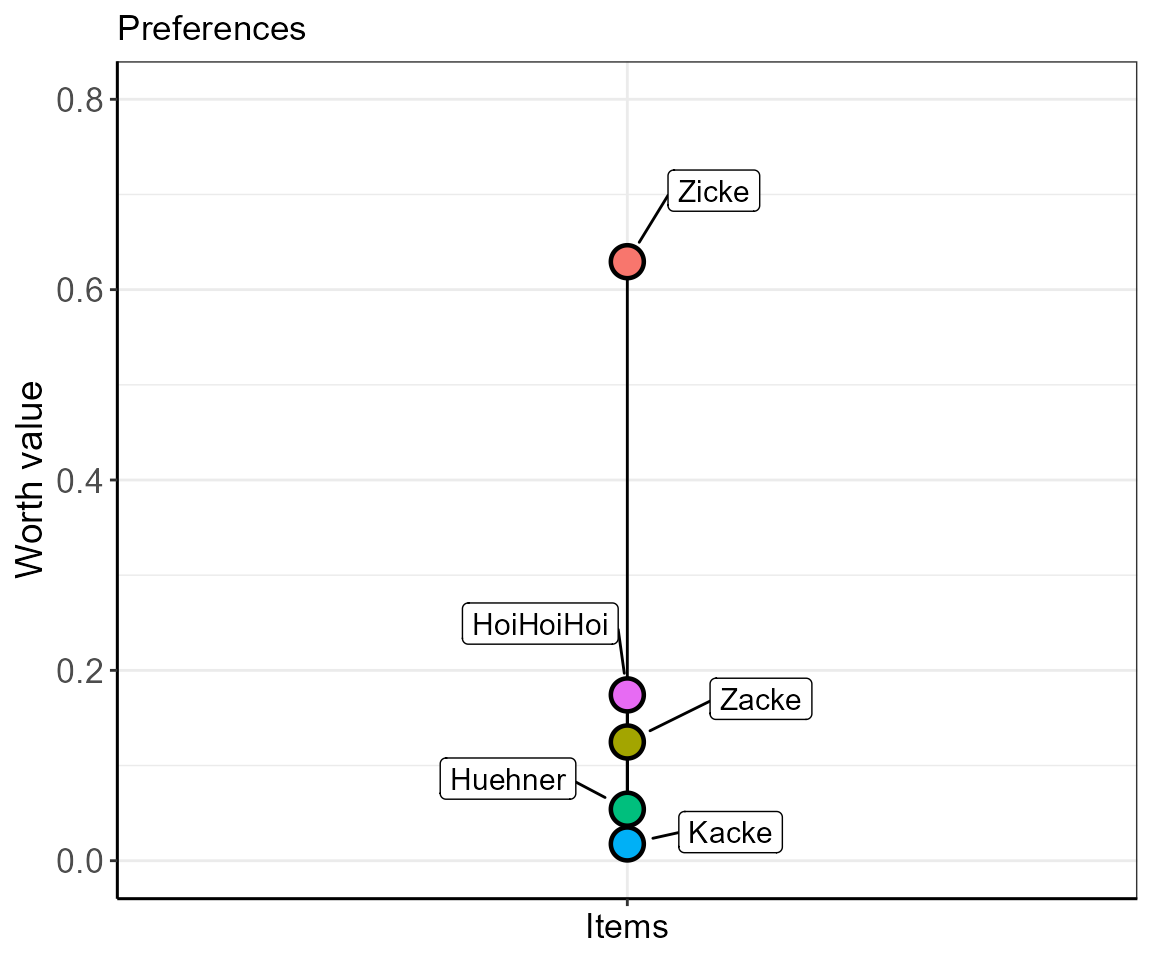 Preferences
0.8
Zicke
0.6
Worth value
0.4
HoiHoiHoi
0.2
Zacke
Huehner
Kacke
0.0
Items